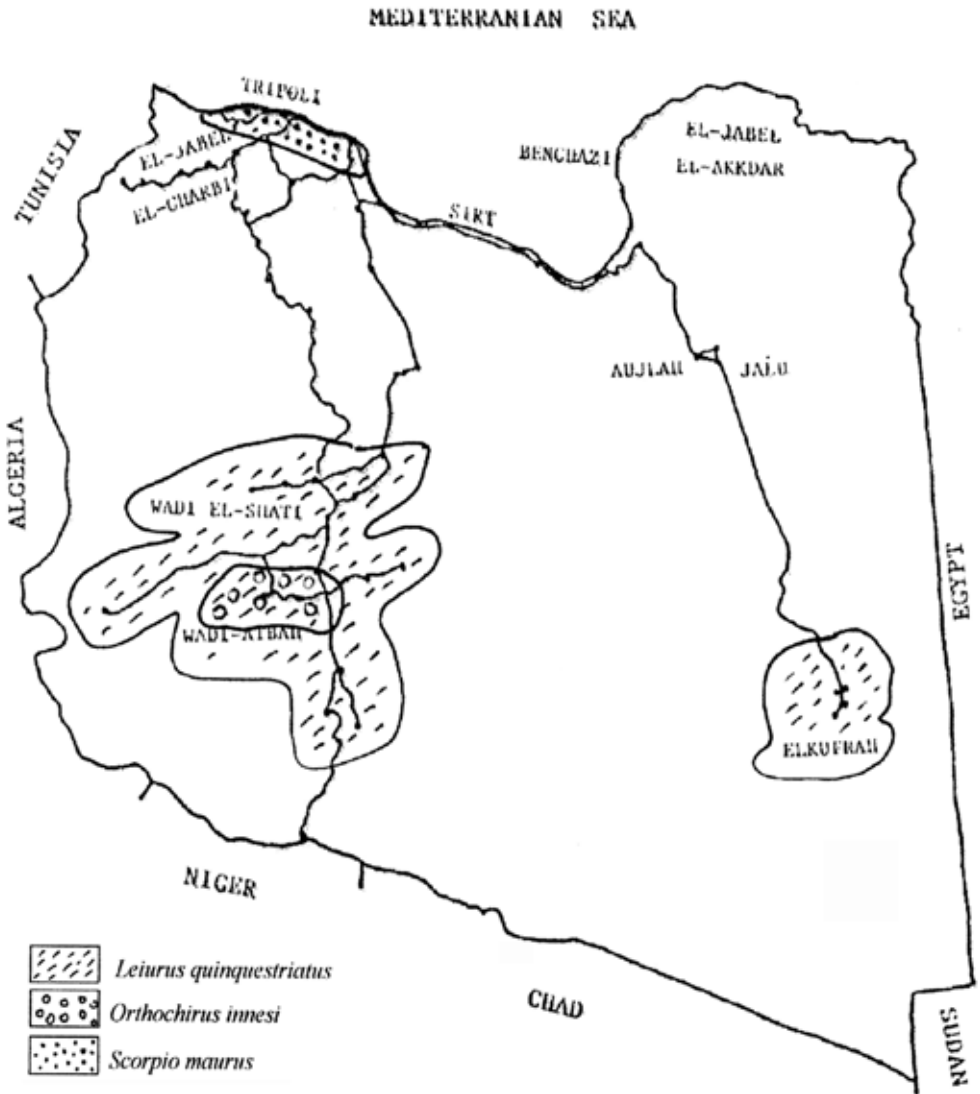 MEDITERRANIAN SEA
TRIPOLI
TUNISIA
EL-JABEL
EL-GHARBI
SIRT
BENGHAZI
EL-JABEL
EL-AKKDAR
AUJLAH JALO
ALGERIA
WADI EL-SHATI
WADI-ATBAH
EGYPT
ELKUFRAH
NIGER
CHAD
SUDAN
Leiurus quinquestriatus
Orthochirus innesi
Scorpio maurus